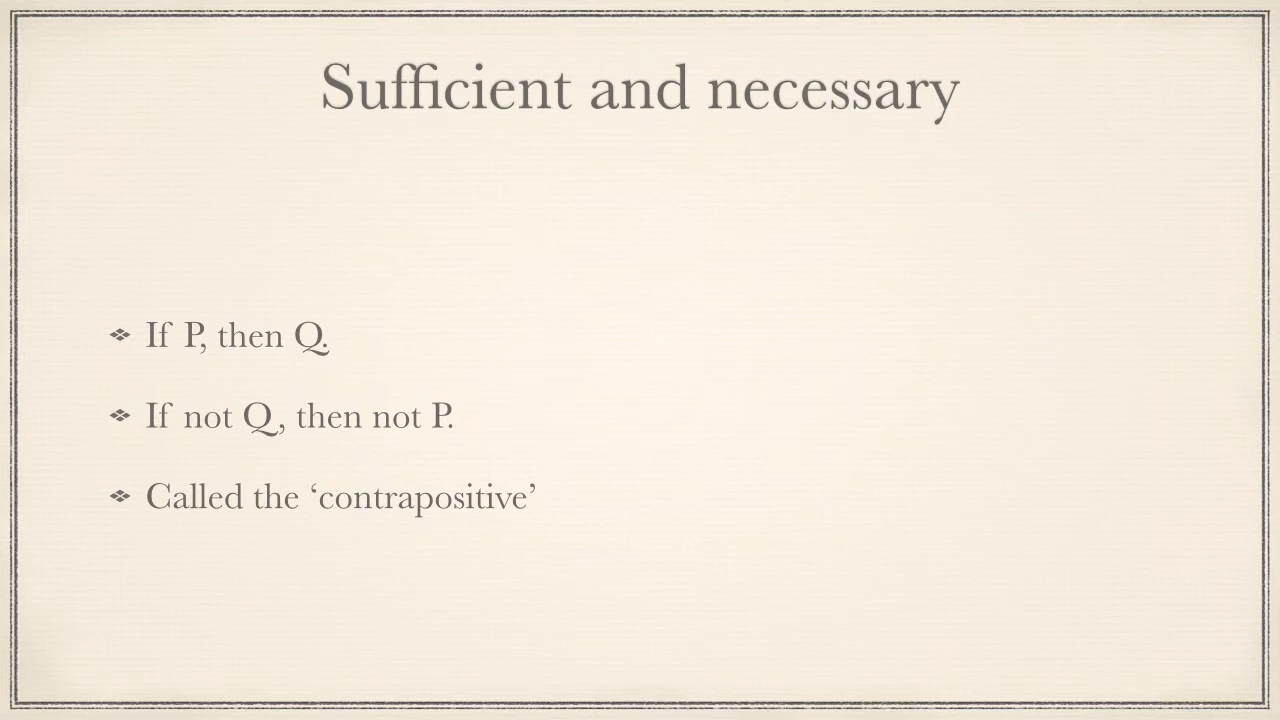 Sufficient and necessary
If P, then Q.
If not Q, then not P.
Called the ‘contrapositive’